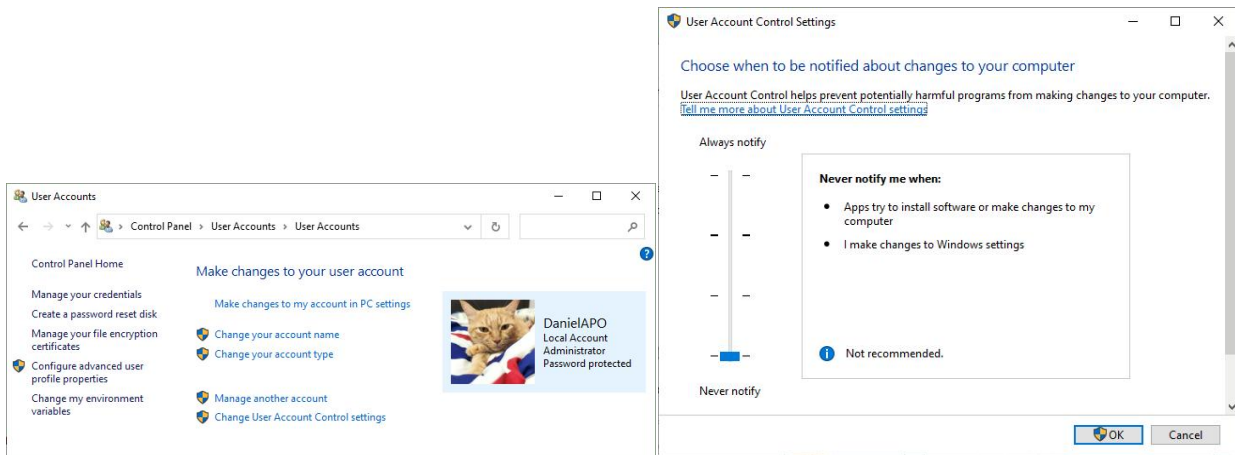 User Accounts
Control Panel > User Accounts > User Accounts
Control Panel Home
Manage your credentials
Create a password reset disk
Manage your file encryption
certificates
Configure advanced user
profile properties
Change my environment
variables
Make changes to your user account
Make changes to my account in PC settings
Change your account name
Change your account type
Manage another account
Change User Account Control settings
DanielAPO
Local Account
Administrator
Password protected
User Account Control Settings
Choose when to be notified about changes to your computer
User Account Control helps prevent potentially harmful programs from making changes to your computer.
Tell me more about User Account Control settings
Always notify
Never notify me when:
• Apps try to install software or make changes to my
computer
• I make changes to Windows settings
Not recommended.
Never notify
OK
Cancel